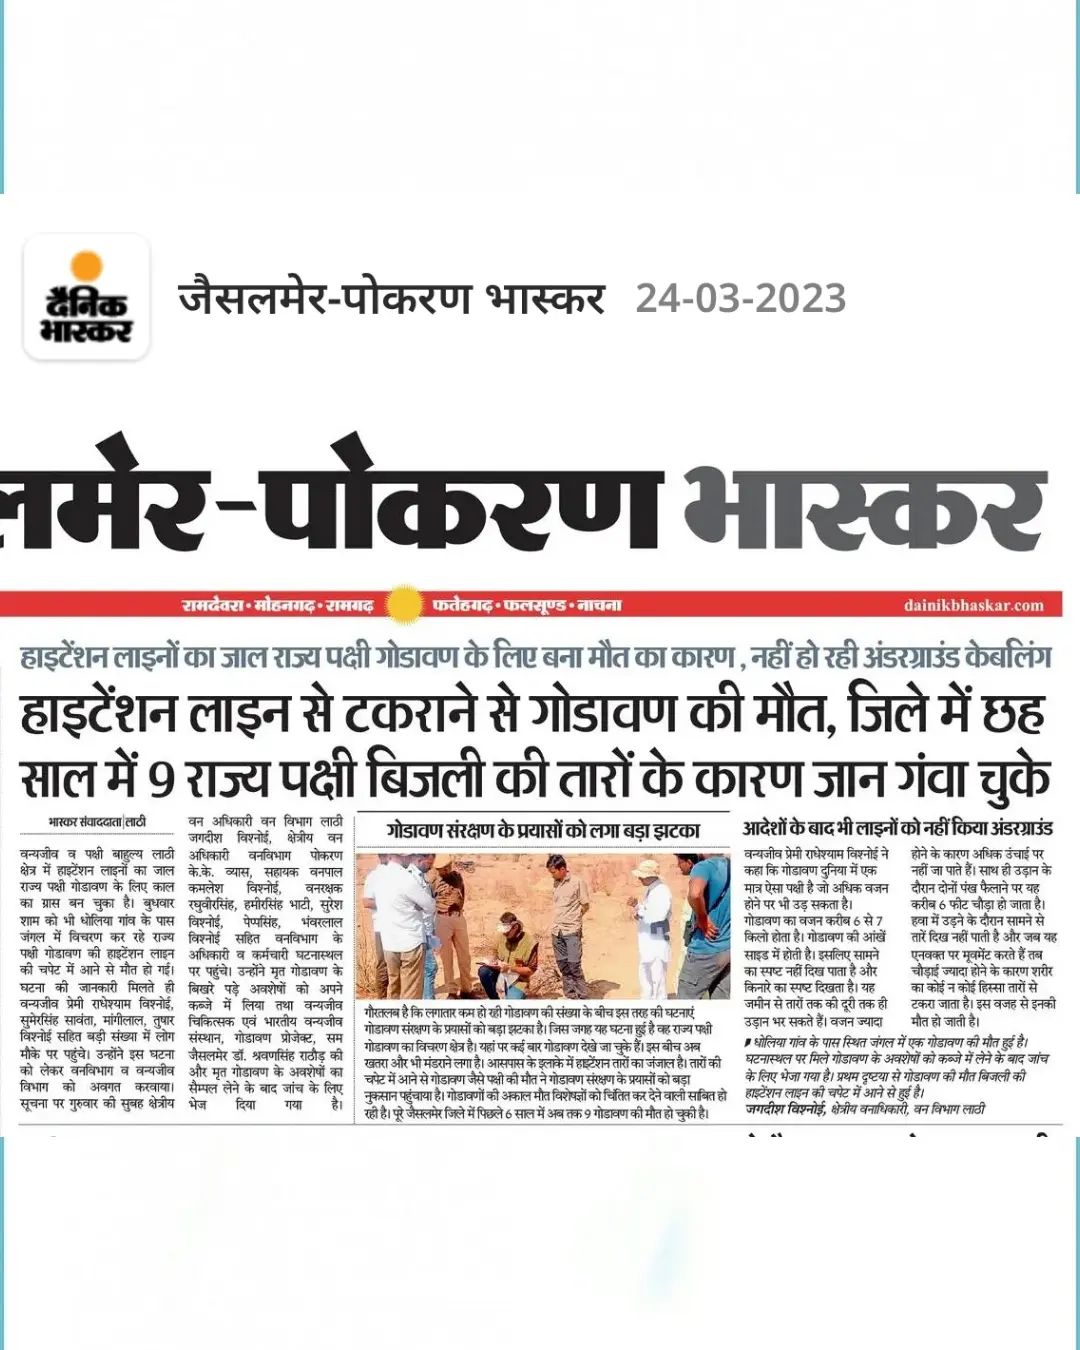 दैनिक
भास्कर
जैसलमेर-पोकरण भास्कर 24-03-2023
लमेर-पोकरण भास्कर
रामदेवरा • मोहनगढ़ • रामगढ़ फतेहगढ़ • फलसूण्ड • नाचना dainikbhaskar.com
हाइटेंशन लाइनों का जाल राज्य पक्षी गोडावण के लिए बना मौत का कारण, नहीं हो रही अंडरग्राउंड केबलिंग
हाइटेंशन लाइन से टकराने से गोडावण की मौत, जिले में छह
साल में 9 राज्य पक्षी बिजली की तारों के कारण जान गंवा चुके
भास्कर संवाददाता|लाठी
वन्यजीव व पक्षी बाहुल्य लाठी
क्षेत्र में हाइटेंशन लाइनों का जाल
राज्य पक्षी गोडावण के लिए काल
का ग्रास बन चुका है। बुधवार
शाम को भी धोलिया गांव के पास
जंगल में विचरण कर रहे राज्य
पक्षी गोडावण की हाइटेंशन लाइन
की चपेट में आने से मौत हो गई।
घटना की जानकारी मिलते ही
वन्यजीव प्रेमी राधेश्याम विश्नोई,
सुमेरसिंह सावंता, मांगीलाल, तुषार
विश्नोई सहित बड़ी संख्या में लोग
मौके पर पहुंचे। उन्होंने इस घटना
को लेकर वनविभाग व वन्यजीव
विभाग को अवगत करवाया।
सूचना पर गुरुवार की सुबह क्षेत्रीय
वन अधिकारी वन विभाग लाठी
जगदीश विश्नोई, क्षेत्रीय वन
अधिकारी वनविभाग पोकरण
के.के. व्यास, सहायक वनपाल
कमलेश विश्नोई, वनरक्षक
रघुवीरसिंह, हमीरसिंह भाटी, सुरेश
विश्नोई, पेम्पसिंह, भंवरलाल
विश्नोई सहित वनविभाग के
अधिकारी व कर्मचारी घटनास्थल
पर पहुंचे। उन्होंने मृत गोडावण के
बिखरे पड़े अवशेषों को अपने
कब्जे में लिया तथा वन्यजीव
चिकित्सक एवं भारतीय वन्यजीव
संस्थान, गोडावण प्रोजेक्ट, सम
जैसलमेर डॉ. श्रवणसिंह राठौड़ की
और मृत गोडावण के अवशेषों का
सैम्पल लेने के बाद जांच के लिए
भेज दिया गया है।
गोडावण संरक्षण के प्रयासों को लगा बड़ा झटका
गौरतलब है कि लगातार कम हो रही गोडावण की संख्या के बीच इस तरह की घटनाएं
गोडावण संरक्षण के प्रयासों को बड़ा झटका है। जिस जगह यह घटना हुई है वह राज्य पक्षी
गोडावण का विचरण क्षेत्र है। यहां पर कई बार गोडावण देखे जा चुके हैं। इस बीच अब
खतरा और भी मंडराने लगा है। आसपास के इलाके में हाइटेंशन तारों का जंजाल है। तारों की
चपेट में आने से गोडावण जैसे पक्षी की मौत ने गोडावण संरक्षण के प्रयासों को बड़ा
नुकसान पहुंचाया है। गोडावणों की अकाल मौत विशेषज्ञों को चिंतित कर देने वाली साबित हो
रही है। पूरे जैसलमेर जिले में पिछले 6 साल में अब तक 9 गोडावण की मौत हो चुकी है।
आदेशों के बाद भी लाइनों को नहीं किया अंडरग्राउंड
वन्यजीव प्रेमी राधेश्याम विश्नोई ने
कहा कि गोडावण दुनिया में एक
मात्र ऐसा पक्षी है जो अधिक वजन
होने पर भी उड़ सकता है।
गोडावण का वजन करीब 6 से 7
किलो होता है। गोडावण की आंखें
साइड में होती है। इसलिए सामने
का स्पष्ट नहीं दिख पाता है और
किनारे का स्पष्ट दिखता है। यह
जमीन से तारों तक की दूरी तक ही
उड़ान भर सकते हैं। वजन ज्यादा
होने के कारण अधिक उंचाई पर
नहीं जा पाते हैं। साथ ही उड़ान के
दौरान दोनों पंख फैलाने पर यह
करीब 6 फीट चौड़ा हो जाता है।
हवा में उड़ने के दौरान सामने से
तारें दिख नहीं पाती है और जब यह
एनवक्त पर मूवमेंट करते हैं तब
चौड़ाई ज्यादा होने के कारण शरीर
का कोई न कोई हिस्सा तारों से
टकरा जाता है। इस वजह से इनकी
मौत हो जाती है।
धोलिया गांव के पास स्थित जंगल में एक गोडावण की मौत हुई है।
घटनास्थल पर मिले गोडावण के अवशेषों को कब्जे में लेने के बाद जांच
के लिए भेजा गया है। प्रथम दृष्टया से गोडावण की मौत बिजली की
हाइटेंशन लाइन की चपेट में आने से हुई है।
जगदीश विश्नोई, क्षेत्रीय वनाधिकारी, वन विभाग लाठी